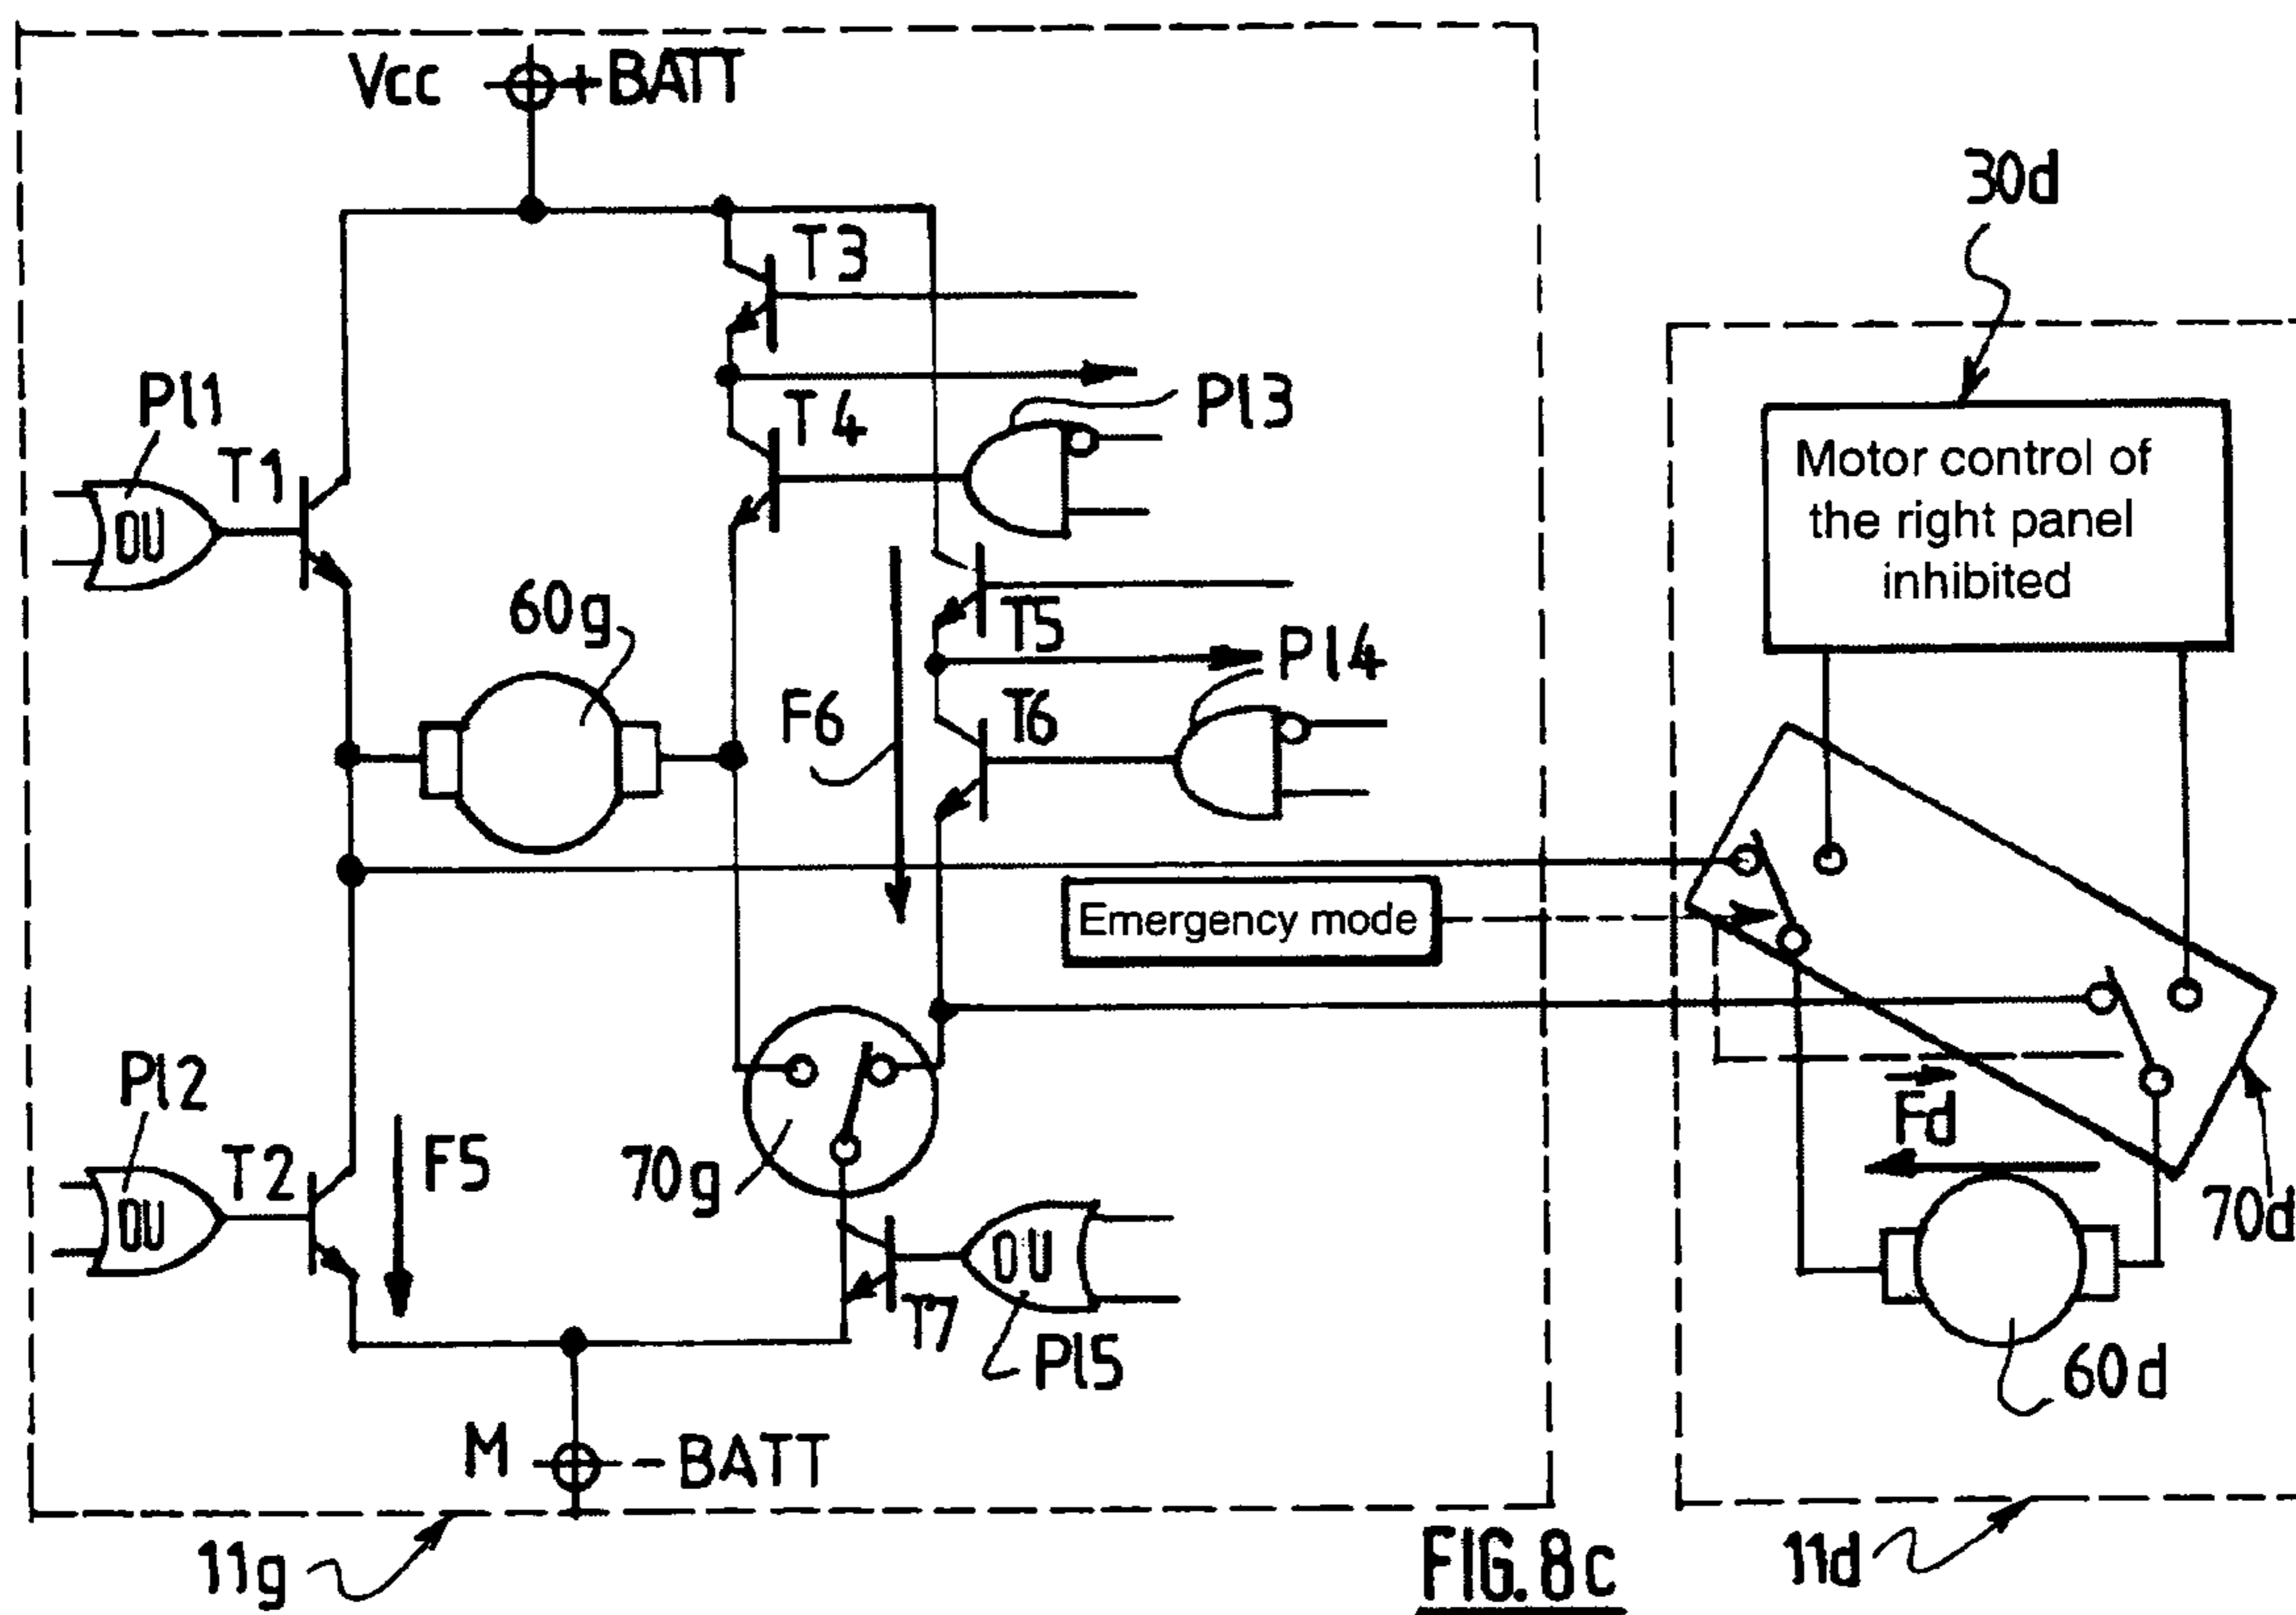 Vcc +BATT
30d
T3
Pl1
T1
OU
T4
Pl3
Motor control of
the right panel
inhibited
60g
T5
Pl4
F6
T6
Emergency mode
Pl2
T2
OU
F5
70g
Fd
70d
OU
T7
Pl5
60d
M -BATT
11g
FIG.8c
11d